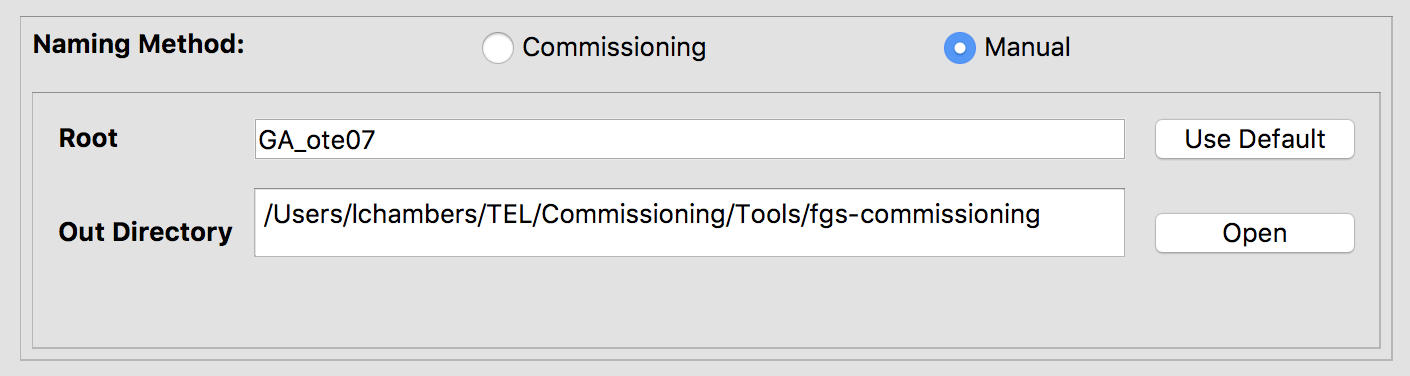 Naming Method: Commissioning Manual
Root GA_ote07 Use Default
Out Directory /Users/lchambers/TEL/Commissioning/Tools/fgs-commissioning Open